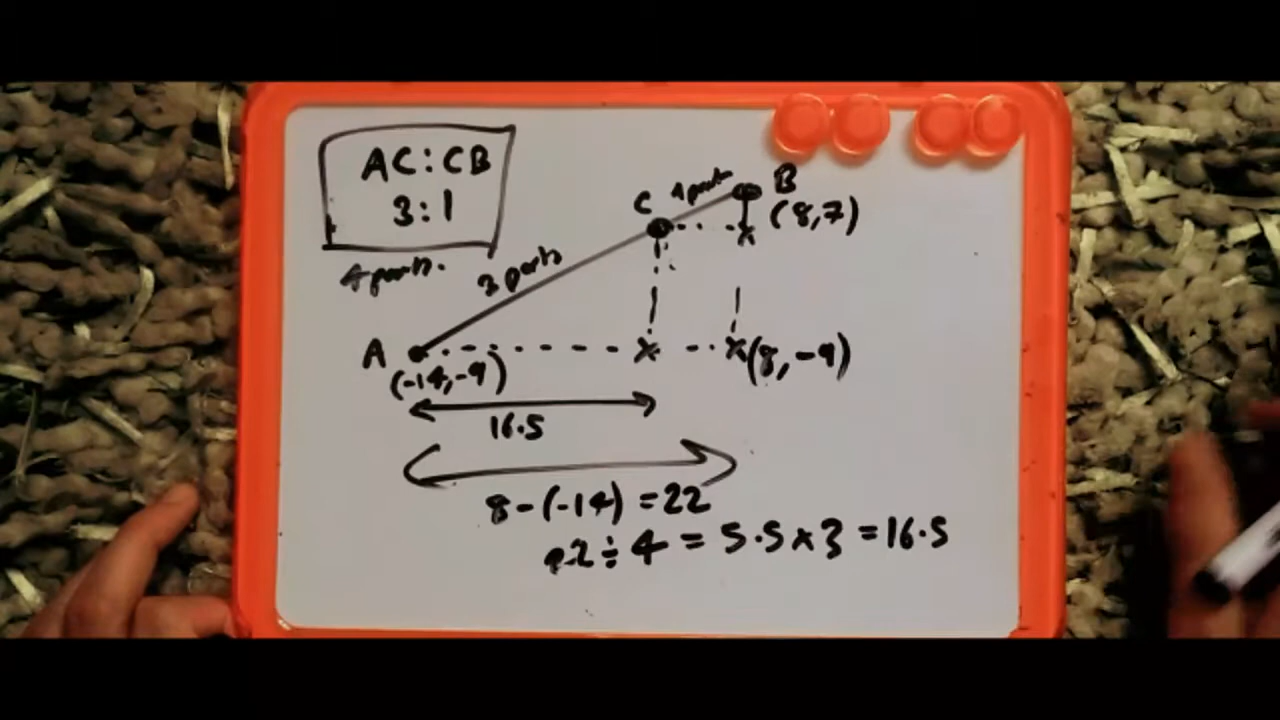 AC:CB
3:1
4 parts.
3 parts
C
1 part
B
(8,7)
A
(-14,-9)
(8,-9)
16.5
8-(-14)=22
22÷4 = 5.5×3 =16.5